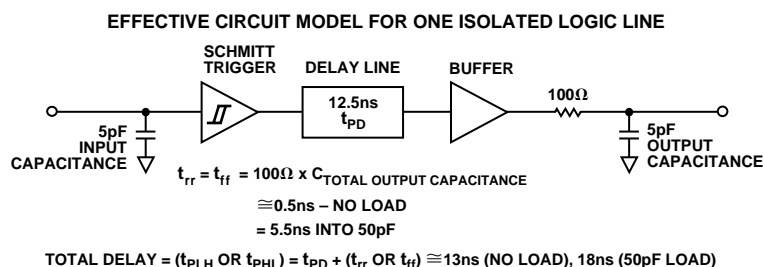 EFFECTIVE CIRCUIT MODEL FOR ONE ISOLATED LOGIC LINE
SCHMITT
TRIGGER
DELAY LINE
BUFFER
12.5ns
tPD
100Ω
5pF
INPUT
CAPACITANCE
5pF
OUTPUT
CAPACITANCE
trr = tff = 100Ω x CTOTAL OUTPUT CAPACITANCE
≅0.5ns – NO LOAD
= 5.5ns INTO 50pF
TOTAL DELAY = (tPLH OR tPHL) = tPD + (trr OR tff) ≅13ns (NO LOAD), 18ns (50pF LOAD)